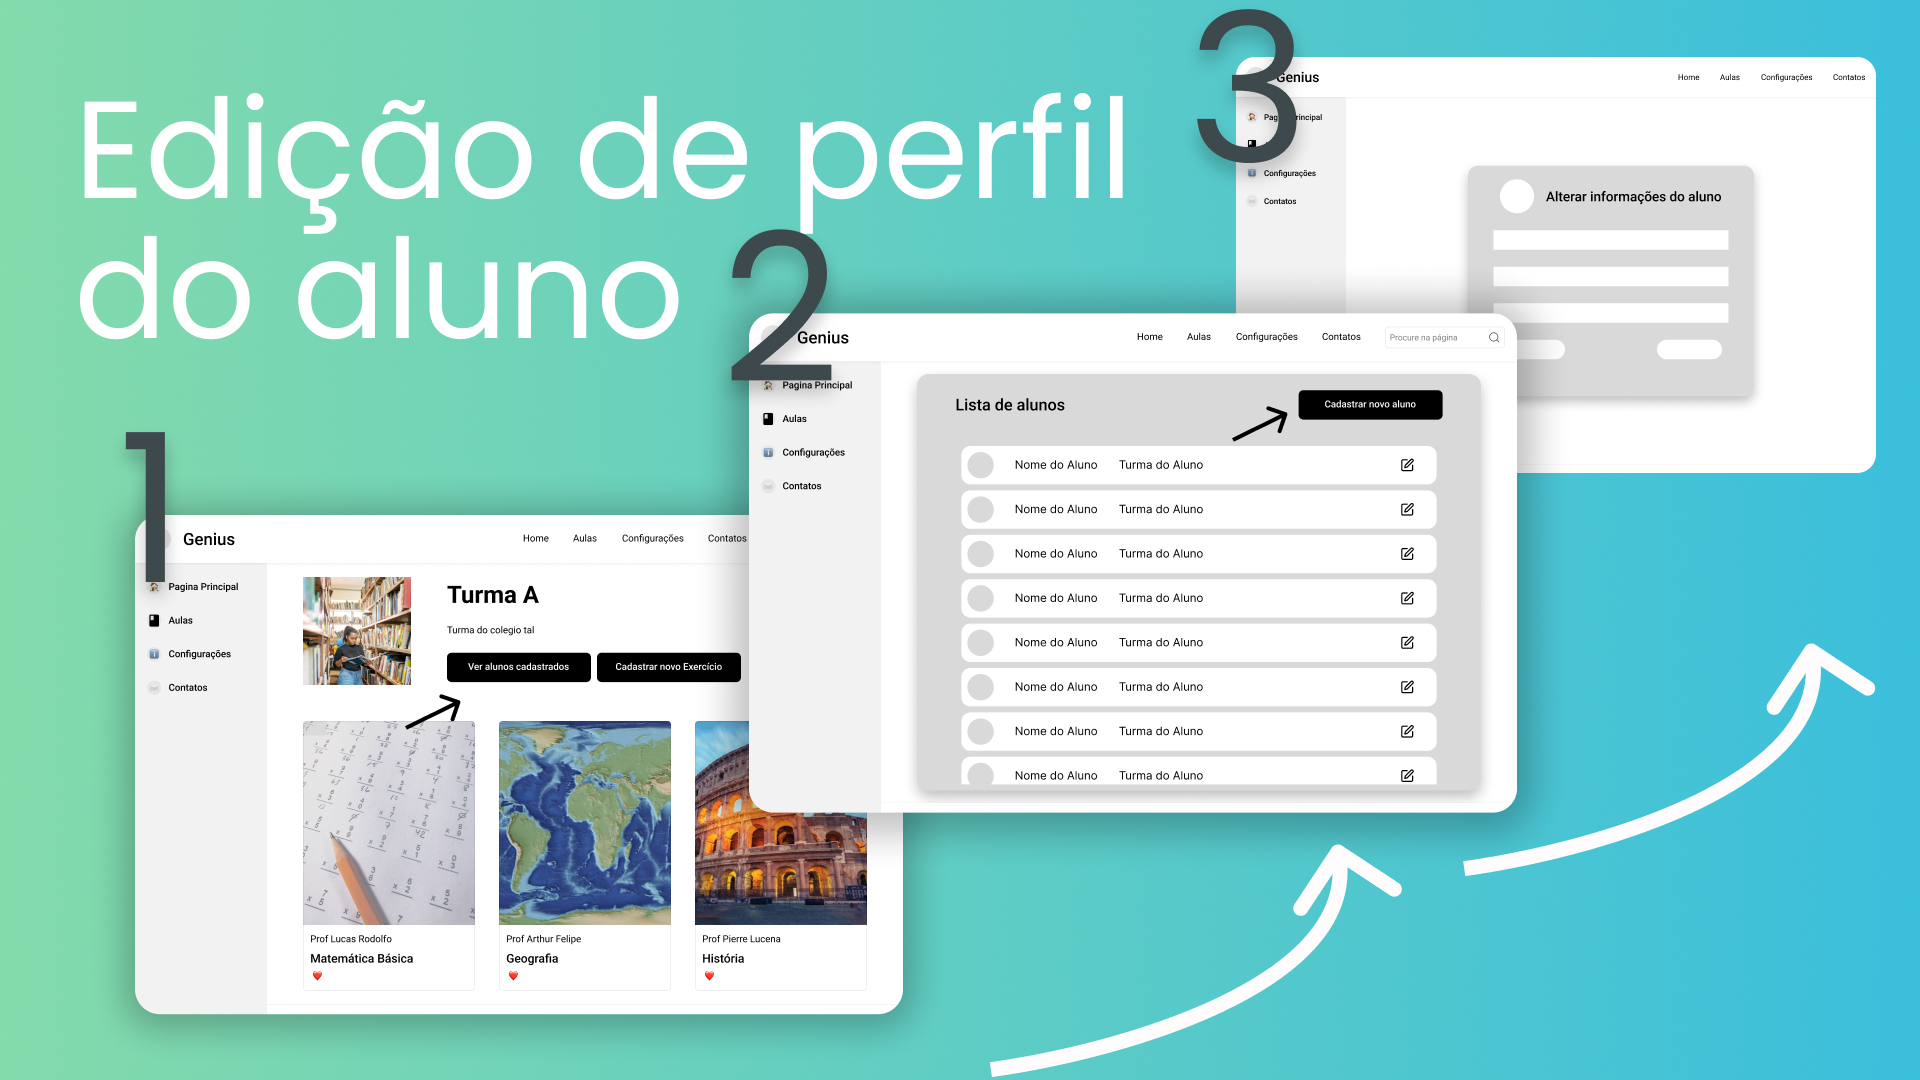 Edição de perfil
do aluno
1
Genius
Home Aulas Configurações Contatos
Pagina Principal
Aulas
Configurações
Contatos
Turma A
Turma do colegio tal
Ver alunos cadastrados Cadastrar novo Exercício
Prof Lucas Rodolfo
Matemática Básica
Prof Arthur Felipe
Geografia
Prof Pierre Lucena
História
2
Genius
Home Aulas Configurações Contatos Procure na página
Pagina Principal
Aulas
Configurações
Contatos
Lista de alunos
Cadastrar novo aluno
Nome do Aluno Turma do Aluno
Nome do Aluno Turma do Aluno
Nome do Aluno Turma do Aluno
Nome do Aluno Turma do Aluno
Nome do Aluno Turma do Aluno
Nome do Aluno Turma do Aluno
Nome do Aluno Turma do Aluno
Nome do Aluno Turma do Aluno
3
Genius
Home Aulas Configurações Contatos
Pagina Principal
Configurações
Contatos
Alterar informações do aluno